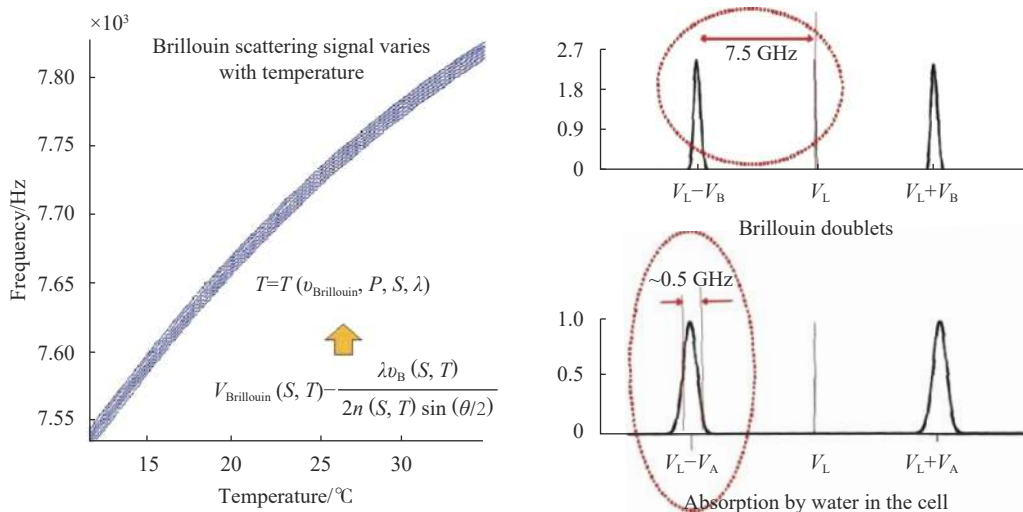 ×10³
Brillouin scattering signal varies
with temperature
7.80
7.75
7.70
7.65
7.60
7.55
Frequency/Hz
T=T (υBrillouin, P, S, λ)
VBrillouin (S, T)− λυB (S, T)
2n (S, T) sin (θ/2)
15 20 25 30
Temperature/℃
7.5 GHz
2.7
1.8
0.9
0
VL−VB VL VL+VB
Brillouin doublets
~0.5 GHz
1.0
0.5
0
VL−VA VL VL+VA
Absorption by water in the cell